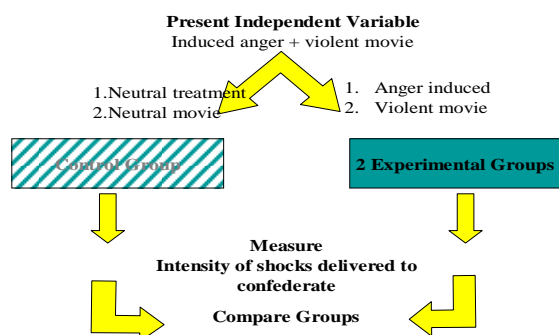 Present Independent Variable
Induced anger + violent movie
1.Neutral treatment
2.Neutral movie
1. Anger induced
2. Violent movie
Control Group
2 Experimental Groups
Measure
Intensity of shocks delivered to
confederate
Compare Groups